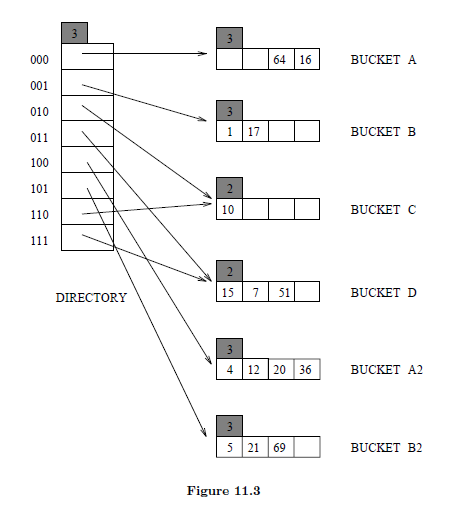 3
3
000
64 16 BUCKET A
001
3
010
1 17 BUCKET B
011
100
2
101
10 BUCKET C
110
111
2
DIRECTORY
15 7 51 BUCKET D
3
4 12 20 36 BUCKET A2
3
5 21 69 BUCKET B2
Figure 11.3